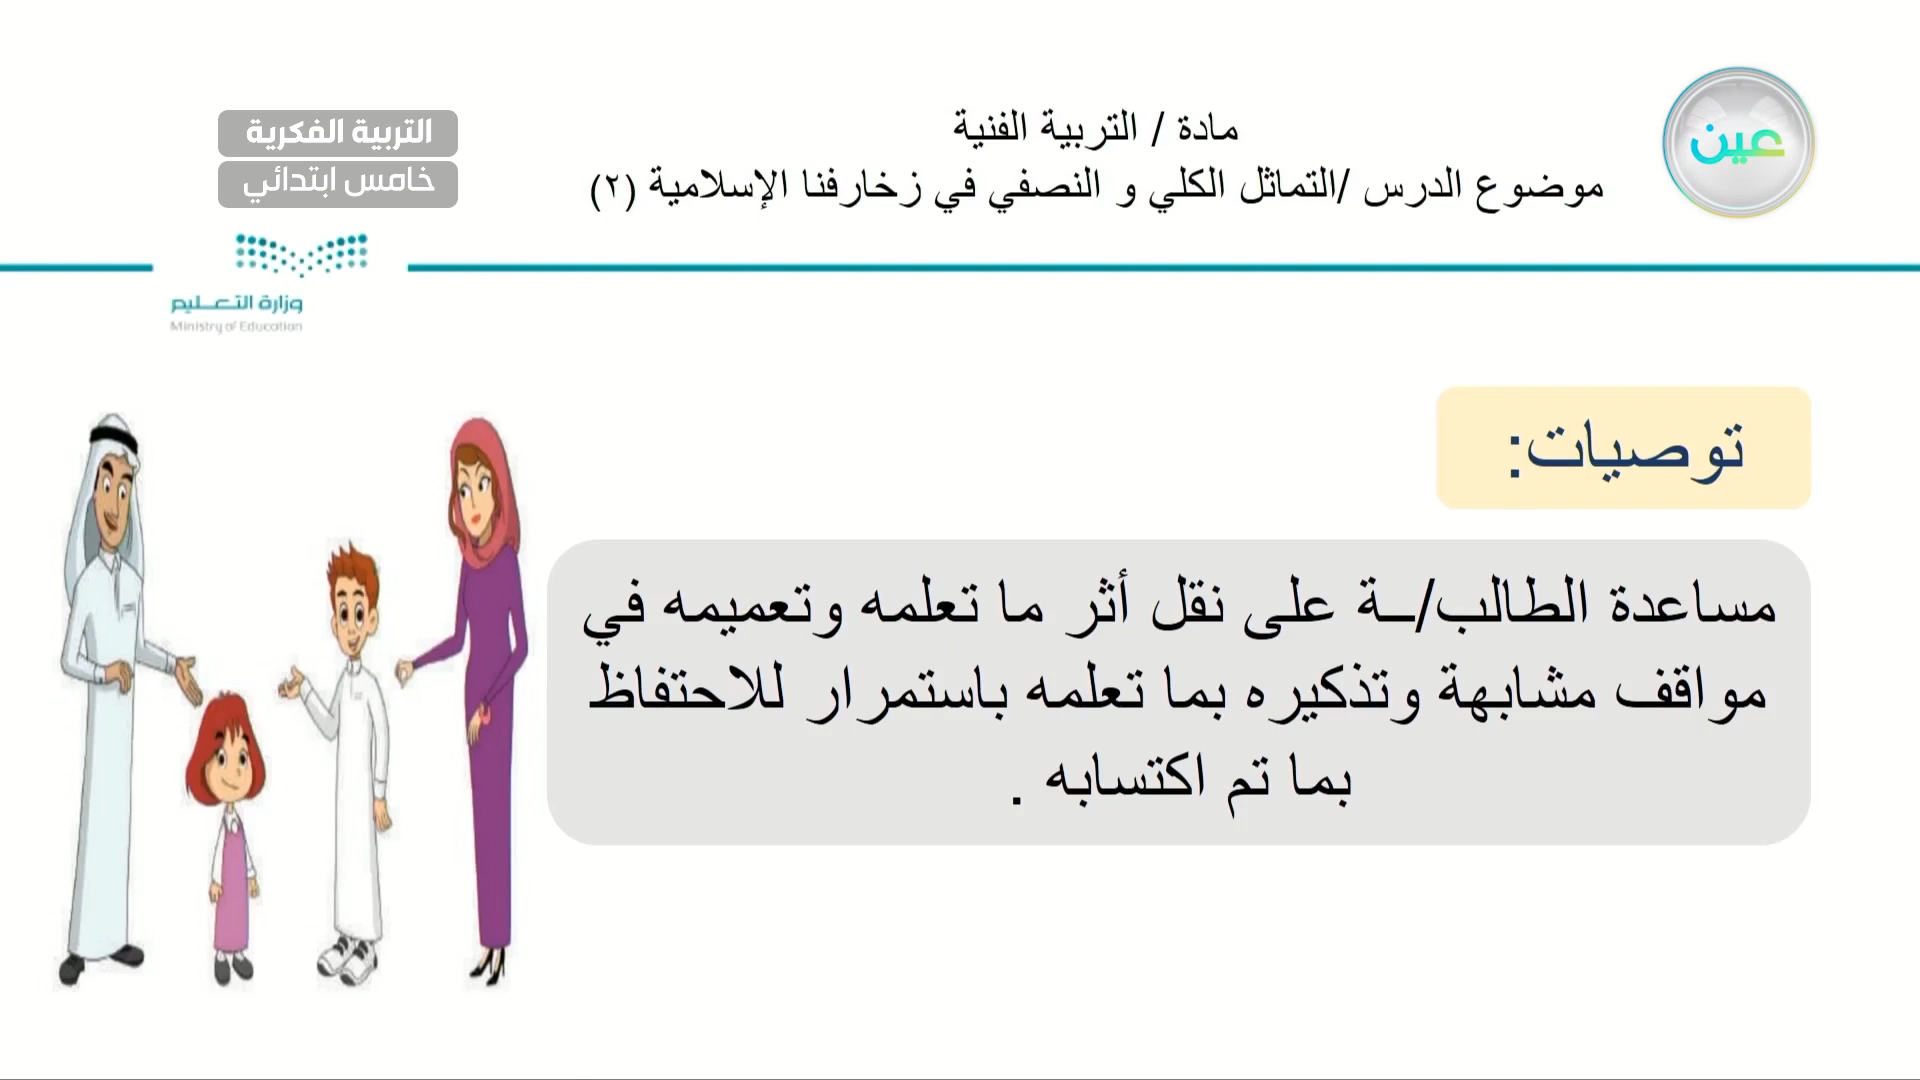 مادة / التربية الفنية
موضوع الدرس /التماثل الكلي و النصفي في زخارفنا الإسلامية (٢)
عين
التربية الفكرية
خامس ابتدائي
وزارة التعليم
Ministry of Education
توصيات:
مساعدة الطالب/ــة على نقل أثر ما تعلمه وتعميمه في
مواقف مشابهة وتذكيره بما تعلمه باستمرار للاحتفاظ
بما تم اكتسابه .